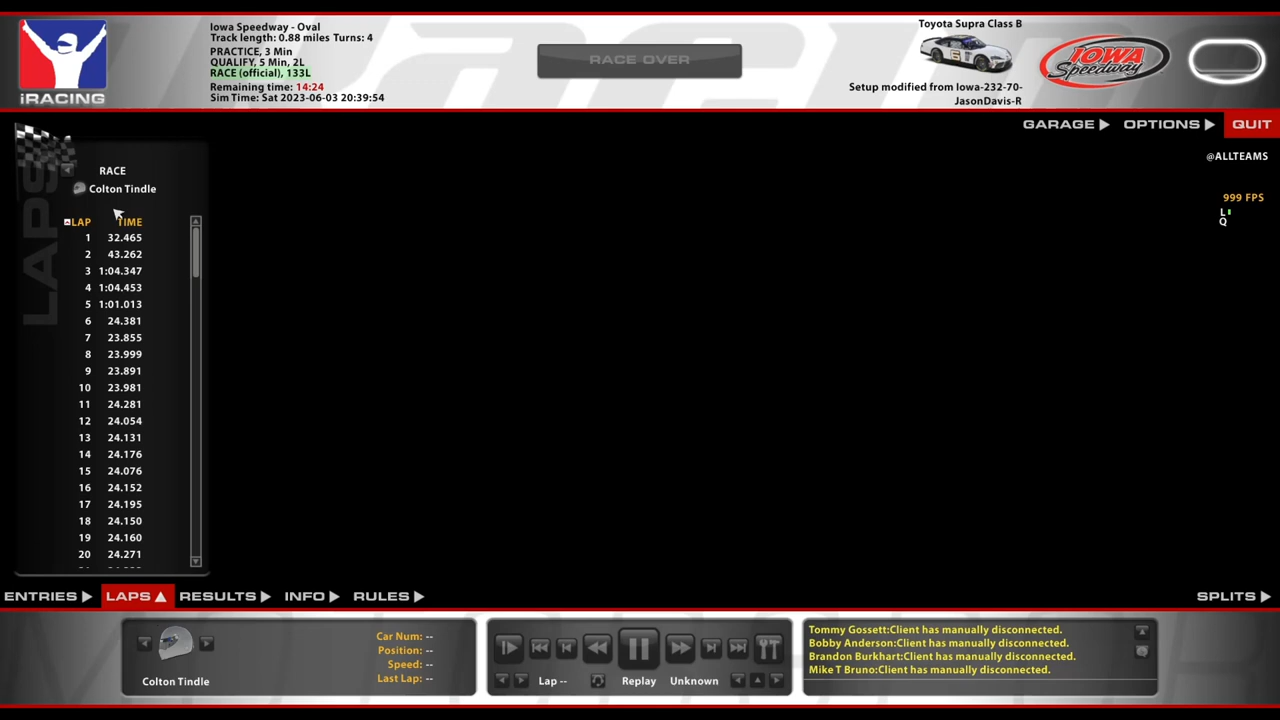 iRACING
Iowa Speedway - Oval
Track length: 0.88 miles Turns: 4
PRACTICE, 3 Min
QUALIFY, 5 Min, 2L
RACE (official), 133L
Remaining time: 14:24
Sim Time: Sat 2023-06-03 20:39:54
RACE OVER
Toyota Supra Class B
Setup modified from Iowa-232-70-
JasonDavis-R
IOWA
Speedway
GARAGE
OPTIONS
QUIT
@ALLTEAMS
999 FPS
L
Q
LAPS
RACE
Colton Tindle
LAP TIME
1 32.465
2 43.262
3 1:04.347
4 1:04.453
5 1:01.013
6 24.381
7 23.855
8 23.999
9 23.891
10 23.981
11 24.281
12 24.054
13 24.131
14 24.176
15 24.076
16 24.152
17 24.195
18 24.150
19 24.160
20 24.271
ENTRIES
LAPS
RESULTS
INFO
RULES
SPLITS
Colton Tindle
Car Num: --
Position: --
Speed: --
Last Lap: --
Lap --
Replay
Unknown
Tommy Gossett:Client has manually disconnected.
Bobby Anderson:Client has manually disconnected.
Brandon Burkhart:Client has manually disconnected.
Mike T Bruno:Client has manually disconnected.